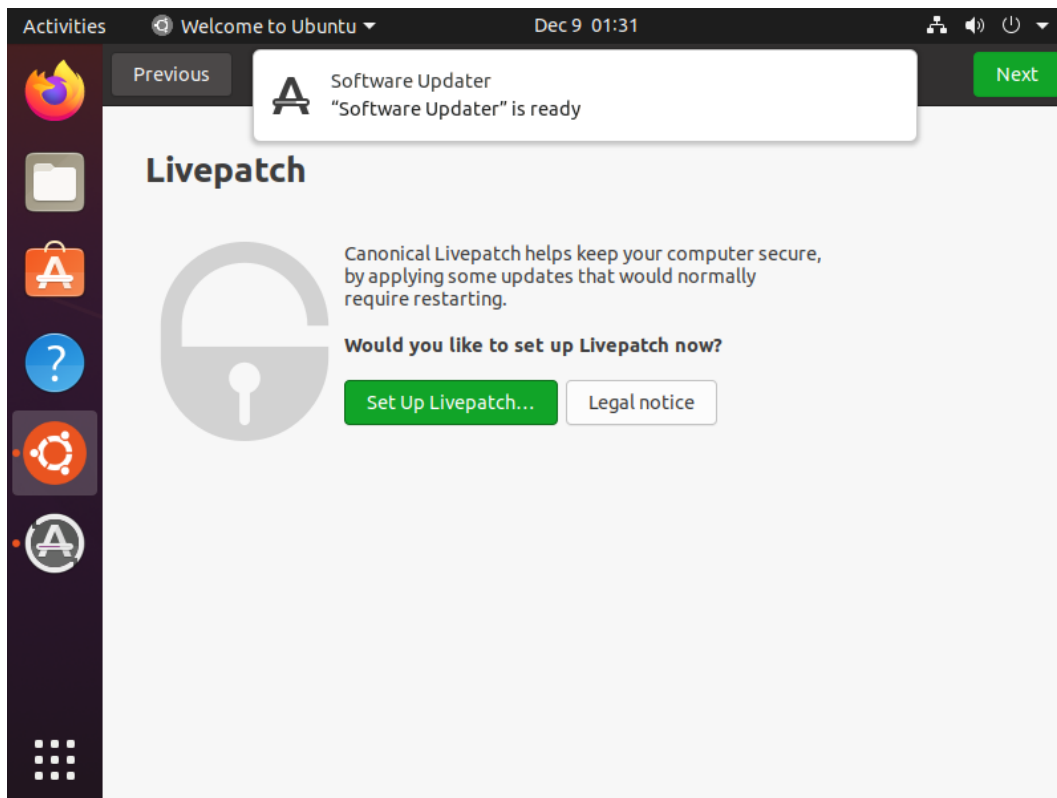 Activities Welcome to Ubuntu Dec 9 01:31
Previous Software Updater Next
“Software Updater” is ready
Livepatch
Canonical Livepatch helps keep your computer secure,
by applying some updates that would normally
require restarting.
Would you like to set up Livepatch now?
Set Up Livepatch... Legal notice